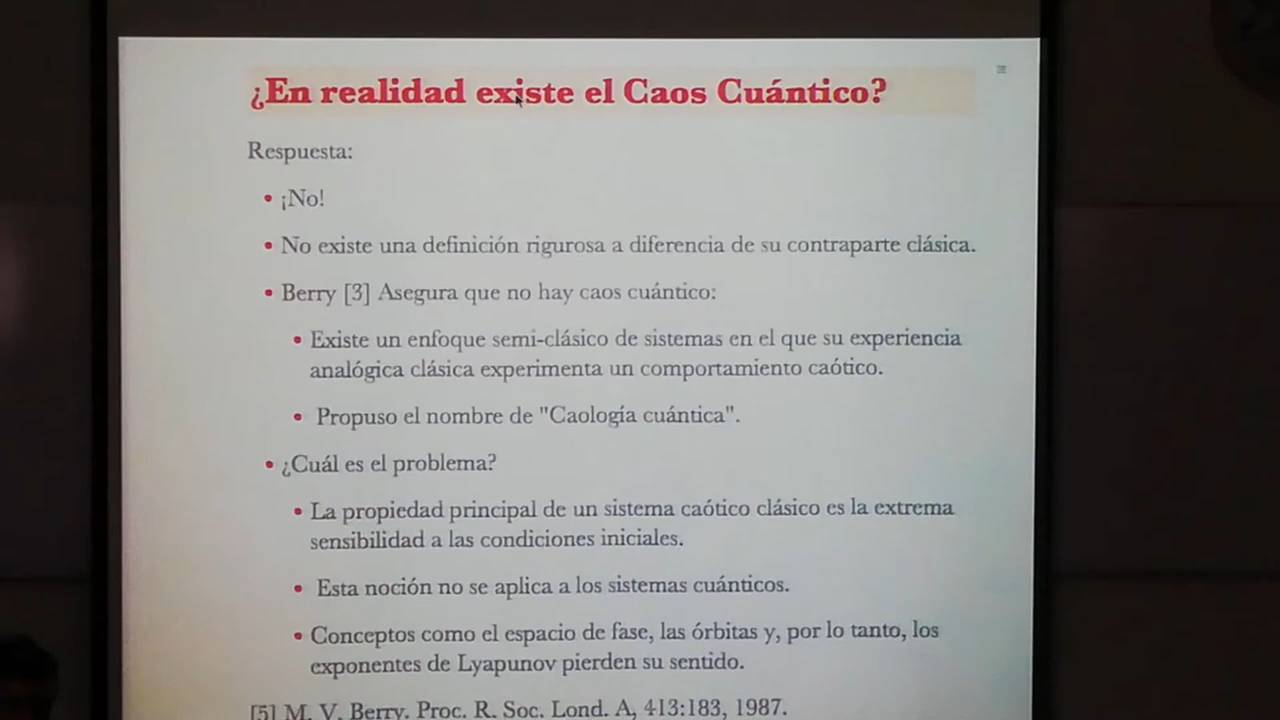 ¿En realidad existe el Caos Cuántico?
Respuesta:
• ¡No!
• No existe una definición rigurosa a diferencia de su contraparte clásica.
• Berry [3] Asegura que no hay caos cuántico:
• Existe un enfoque semi-clásico de sistemas en el que su experiencia
analógica clásica experimenta un comportamiento caótico.
• Propuso el nombre de "Caología cuántica".
• ¿Cuál es el problema?
• La propiedad principal de un sistema caótico clásico es la extrema
sensibilidad a las condiciones iniciales.
• Esta noción no se aplica a los sistemas cuánticos.
• Conceptos como el espacio de fase, las órbitas y, por lo tanto, los
exponentes de Lyapunov pierden su sentido.
[5] M. V. Berry. Proc. R. Soc. Lond. A, 413:183, 1987.